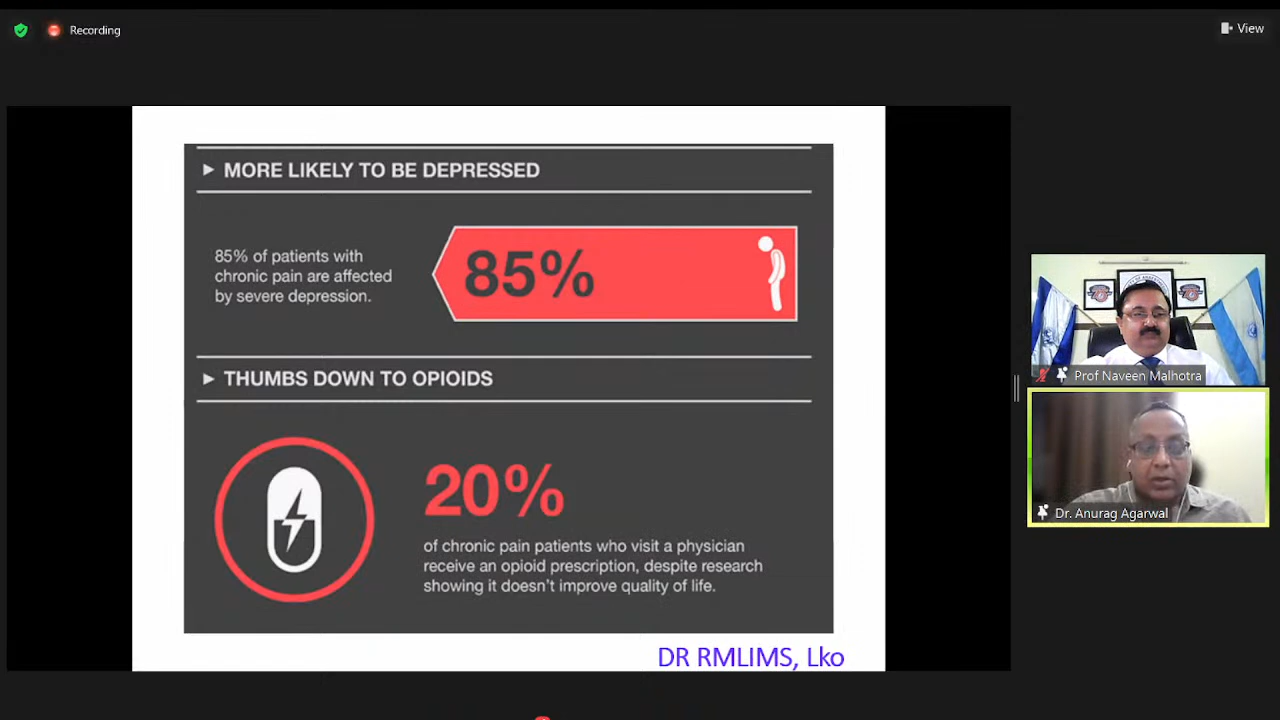 Recording
View
MORE LIKELY TO BE DEPRESSED
85% of patients with
chronic pain are affected
by severe depression.
85%
THUMBS DOWN TO OPIOIDS
20%
of chronic pain patients who visit a physician
receive an opioid prescription, despite research
showing it doesn't improve quality of life.
DR RMLIMS, Lko
Prof Naveen Malhotra
Dr. Anurag Agarwal